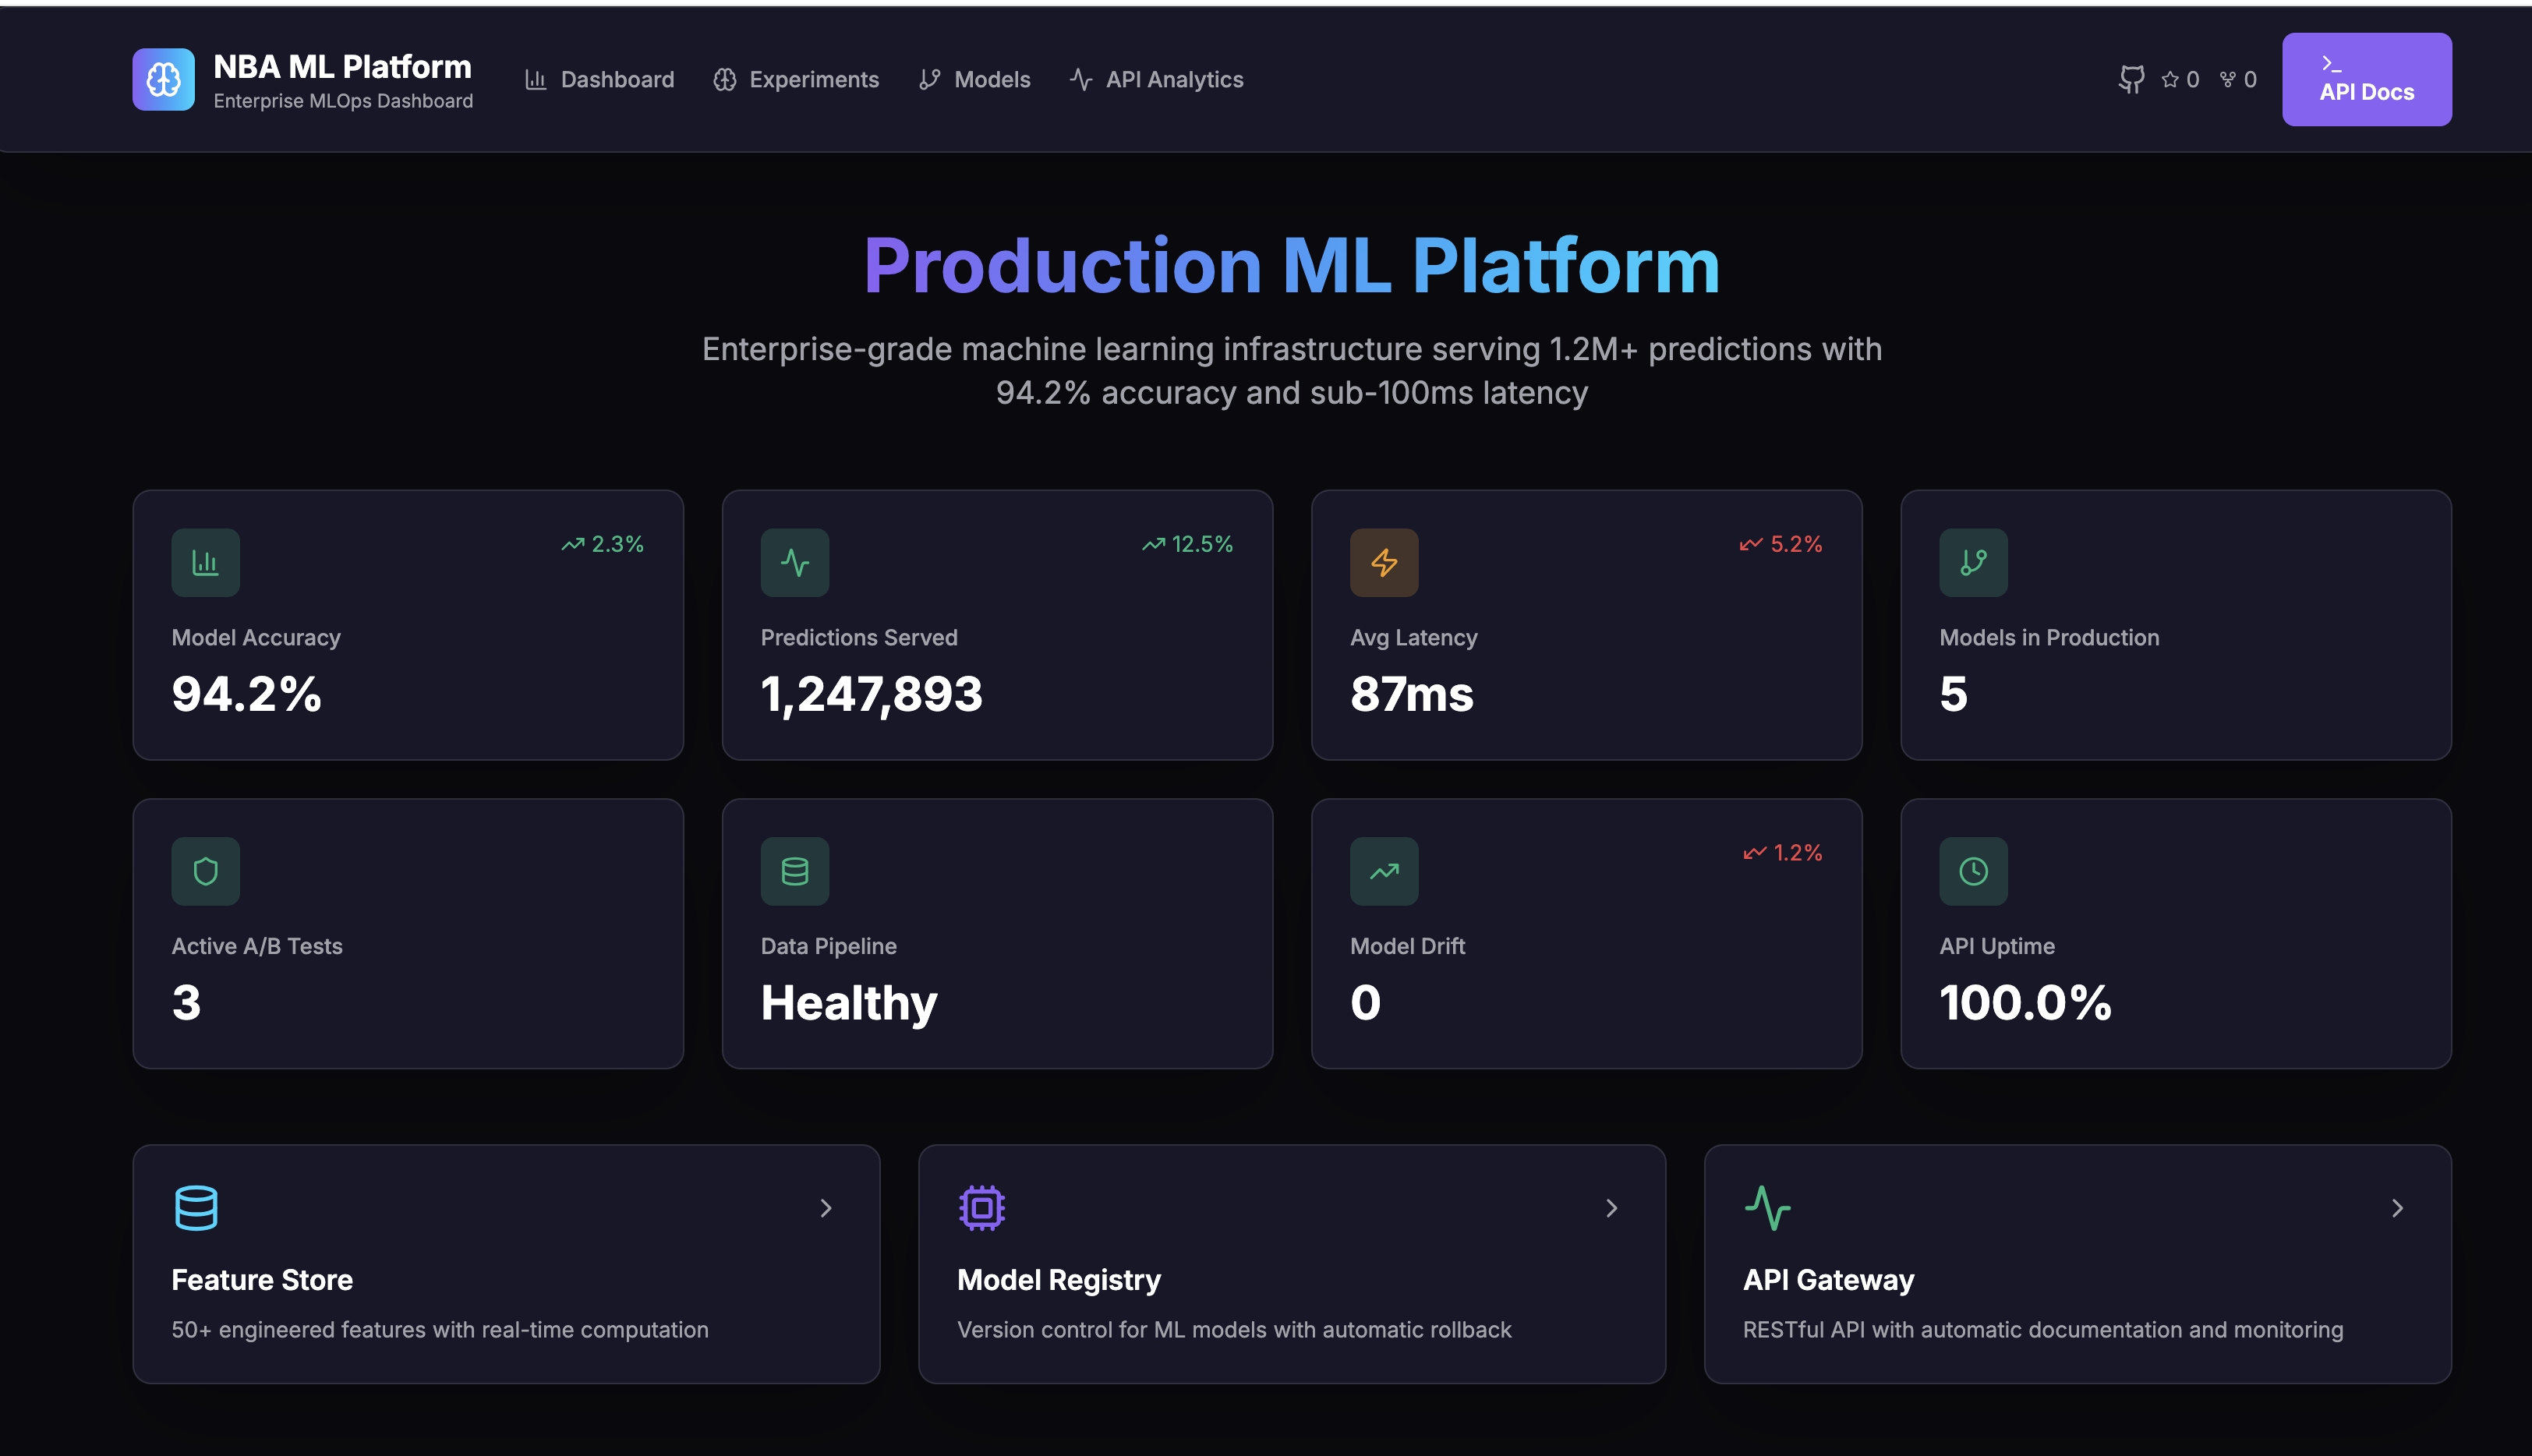 NBA ML Platform
Enterprise MLOps Dashboard
Dashboard
Experiments
Models
API Analytics
0
0
>_
API Docs
Production ML Platform
Enterprise-grade machine learning infrastructure serving 1.2M+ predictions with
94.2% accuracy and sub-100ms latency
2.3%
Model Accuracy
94.2%
12.5%
Predictions Served
1,247,893
5.2%
Avg Latency
87ms
Models in Production
5
Active A/B Tests
3
Data Pipeline
Healthy
1.2%
Model Drift
0
API Uptime
100.0%
Feature Store
50+ engineered features with real-time computation
Model Registry
Version control for ML models with automatic rollback
API Gateway
RESTful API with automatic documentation and monitoring